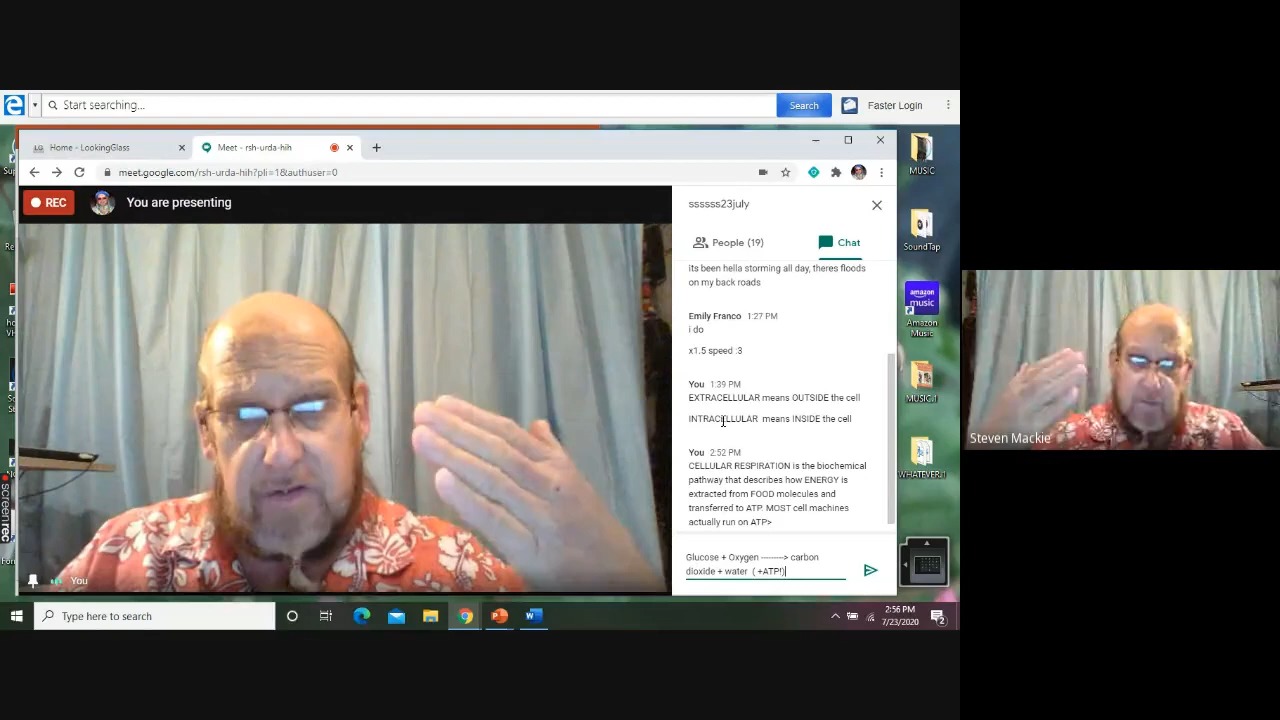 Start searching...
Search
Faster Login
Home - LookingGlass
Meet - rsh-urda-hih
meet.google.com/rsh-urda-hih?pli=1&authuser=0
REC
You are presenting
ssssss23july
People (19)
Chat
its been hella storming all day, theres floods
on my back roads
Emily Franco 1:27 PM
i do
x1.5 speed :3
You 1:39 PM
EXTRACELLULAR means OUTSIDE the cell
INTRACELLULAR means INSIDE the cell
You 2:52 PM
CELLULAR RESPIRATION is the biochemical
pathway that describes how ENERGY is
extracted from FOOD molecules and
transferred to ATP. MOST cell machines
actually run on ATP>
Glucose + Oxygen ---------> carbon
dioxide + water ( +ATP!)
You
screenrec
MUSIC
SoundTap
amazon
music
Amazon
Music
MUSIC.!
WHATEVER.!
Steven Mackie
Type here to search
2:56 PM
7/23/2020
2